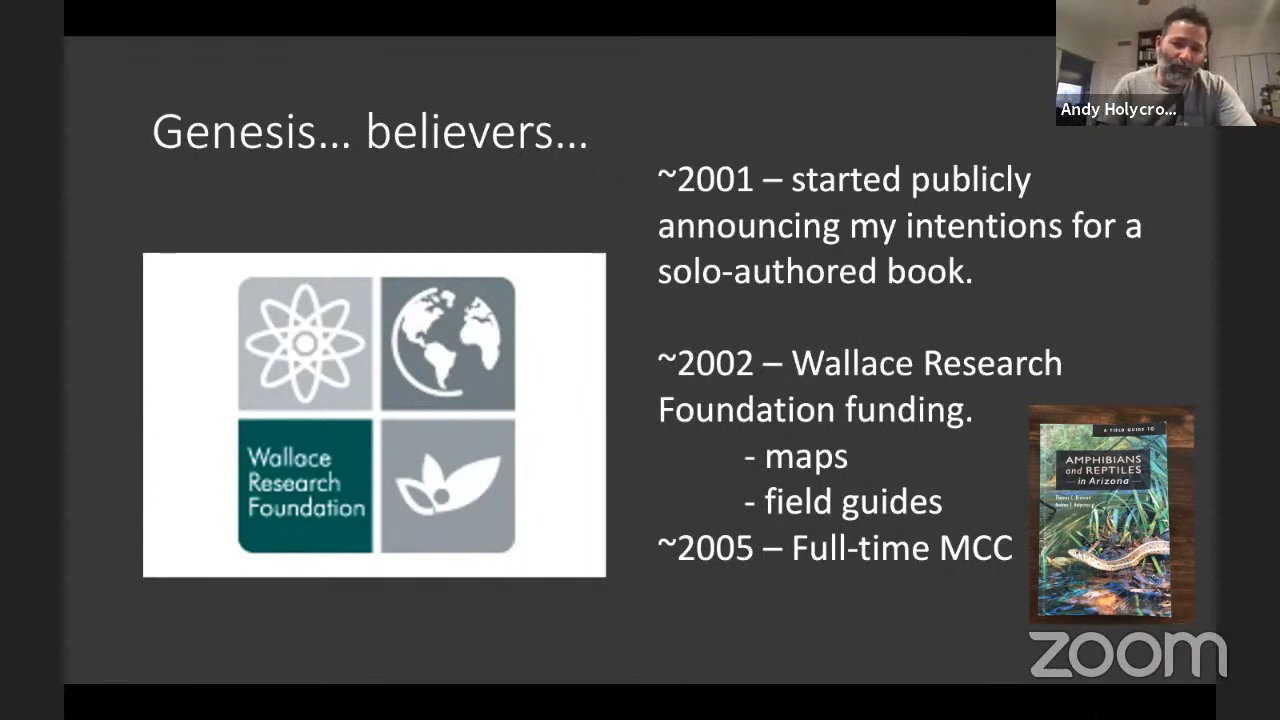 Andy Holycro...
Genesis... believers...
~2001 – started publicly
announcing my intentions for a
solo-authored book.
~2002 – Wallace Research
Foundation funding.
- maps
- field guides
~2005 – Full-time MCC
Wallace
Research
Foundation
A FIELD GUIDE TO
AMPHIBIANS
and REPTILES
in Arizona
zoom